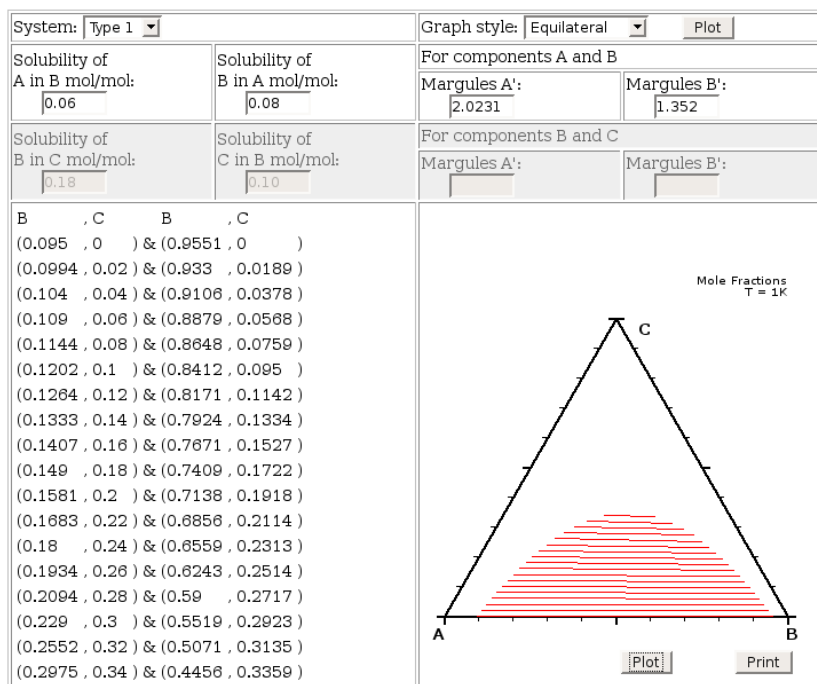 System: Type 1
Graph style: Equilateral Plot
Solubility of
A in B mol/mol:
0.06
Solubility of
B in A mol/mol:
0.08
For components A and B
Margules A':
2.0231
Margules B':
1.352
Solubility of
B in C mol/mol:
0.18
Solubility of
C in B mol/mol:
0.10
For components B and C
Margules A':
Margules B':
B , C B , C
(0.095 , 0 ) & (0.9551 , 0 )
(0.0994 , 0.02 ) & (0.933 , 0.0189 )
(0.104 , 0.04 ) & (0.9106 , 0.0378 )
(0.109 , 0.06 ) & (0.8879 , 0.0568 )
(0.1144 , 0.08 ) & (0.8648 , 0.0759 )
(0.1202 , 0.1 ) & (0.8412 , 0.095 )
(0.1264 , 0.12 ) & (0.8171 , 0.1142 )
(0.1333 , 0.14 ) & (0.7924 , 0.1334 )
(0.1407 , 0.16 ) & (0.7671 , 0.1527 )
(0.149 , 0.18 ) & (0.7409 , 0.1722 )
(0.1581 , 0.2 ) & (0.7138 , 0.1918 )
(0.1683 , 0.22 ) & (0.6856 , 0.2114 )
(0.18 , 0.24 ) & (0.6559 , 0.2313 )
(0.1934 , 0.26 ) & (0.6243 , 0.2514 )
(0.2094 , 0.28 ) & (0.59 , 0.2717 )
(0.229 , 0.3 ) & (0.5519 , 0.2923 )
(0.2552 , 0.32 ) & (0.5071 , 0.3135 )
(0.2975 , 0.34 ) & (0.4456 , 0.3359 )
Mole Fractions
T = 1K
C
A
B
Plot
Print